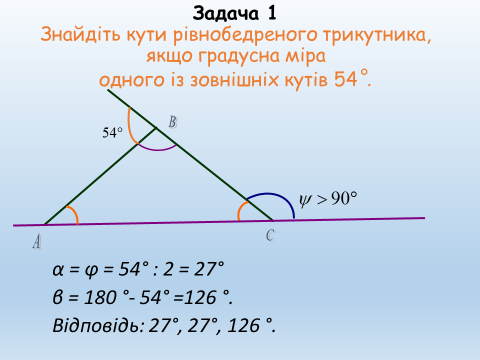 Задача 1
Знайдіть кути рівнобедреного трикутника,
якщо градусна міра
одного із зовнішніх кутів 54°.
54°
B
ψ > 90°
A
C
α = φ = 54° : 2 = 27°
β = 180 °- 54° =126 °.
Відповідь: 27°, 27°, 126 °.